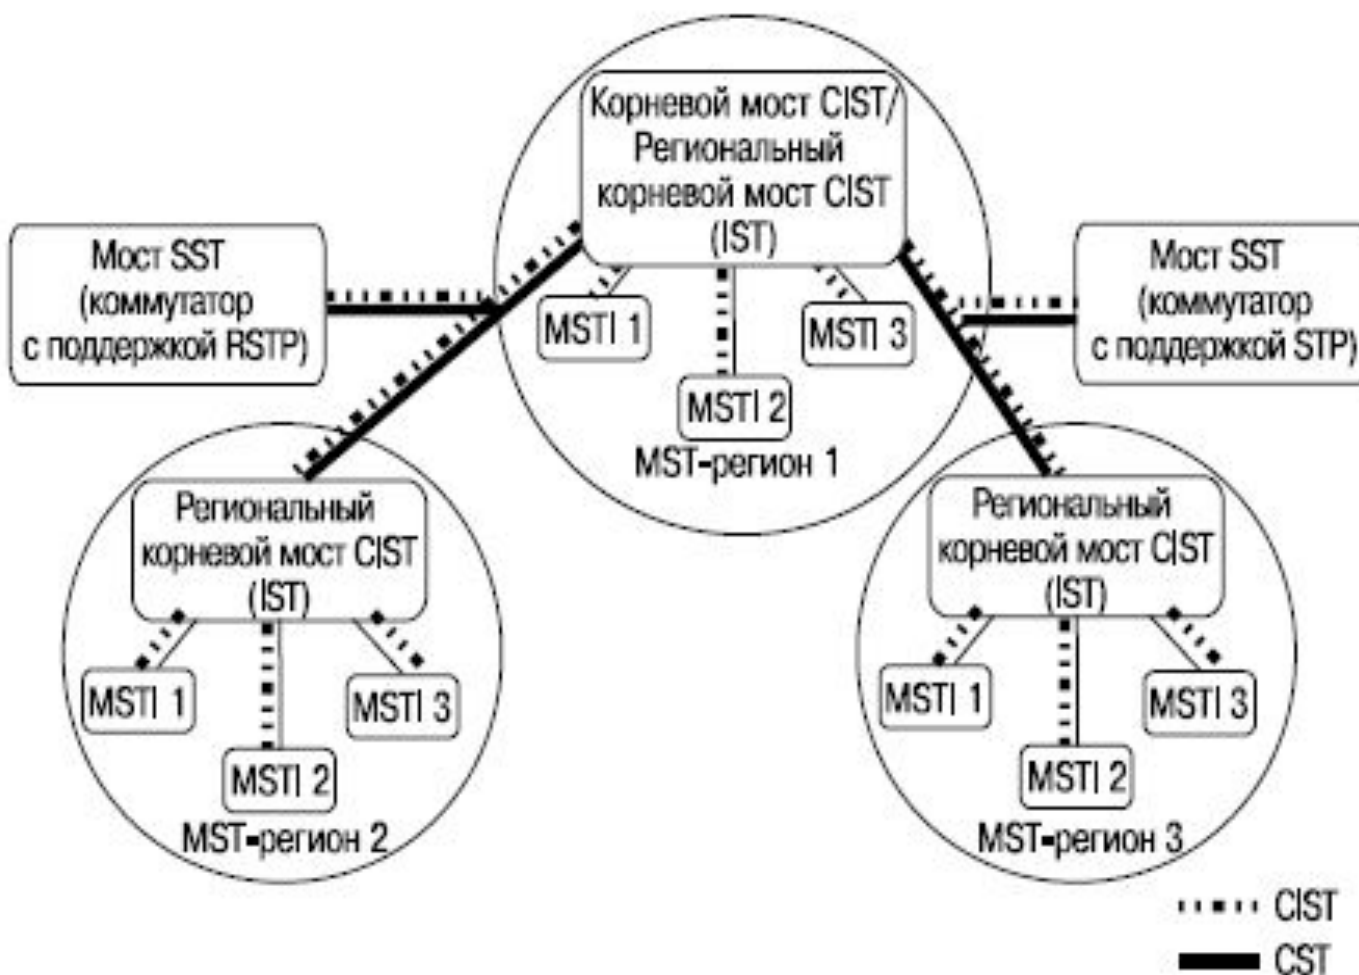 Корневой мост CIST/
Региональный
корневой мост CIST
(IST)
Мост SST
(коммутатор
с поддержкой RSTP)
Мост SST
(коммутатор
с поддержкой STP)
MSTI 1
MSTI 3
MSTI 2
MST-регион 1
Региональный
корневой мост CIST
(IST)
MSTI 1
MSTI 3
MSTI 2
MST-регион 2
Региональный
корневой мост CIST
(IST)
MSTI 1
MSTI 3
MSTI 2
MST-регион 3
CIST
CST